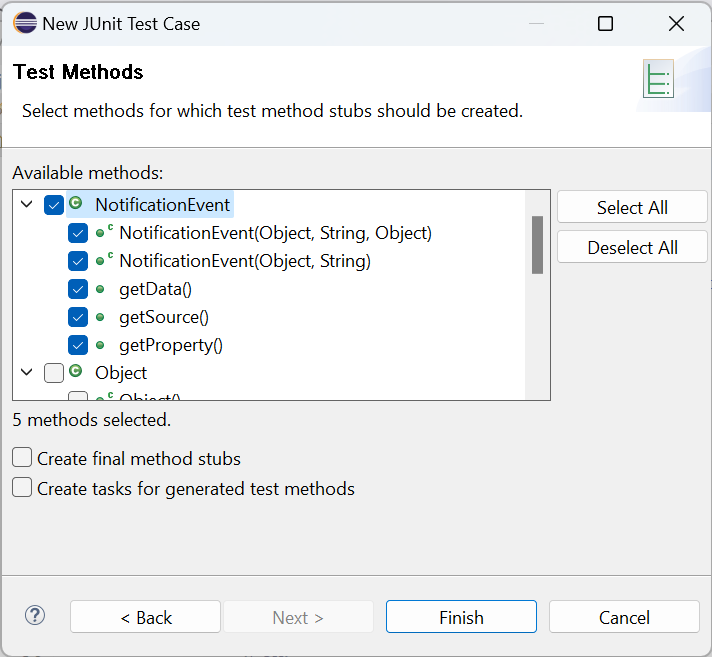 New JUnit Test Case
Test Methods
Select methods for which test method stubs should be created.
Available methods:
NotificationEvent
NotificationEvent(Object, String, Object)
NotificationEvent(Object, String)
getData()
getSource()
getProperty()
Object
Object()
Select All
Deselect All
5 methods selected.
Create final method stubs
Create tasks for generated test methods
< Back
Next >
Finish
Cancel